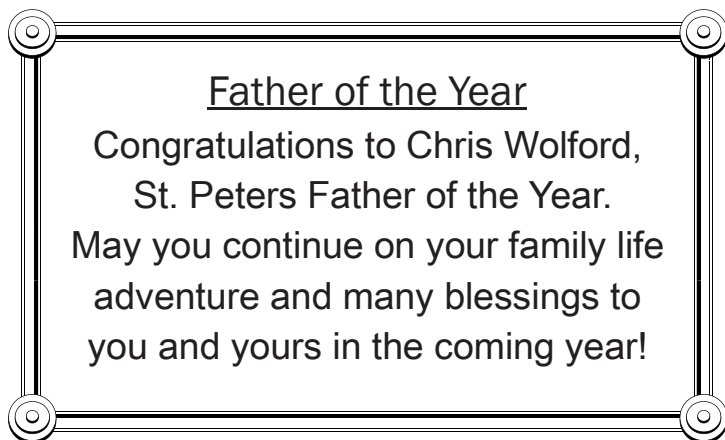 Father of the Year
Congratulations to Chris Wolford,
St. Peters Father of the Year.
May you continue on your family life
adventure and many blessings to
you and yours in the coming year!